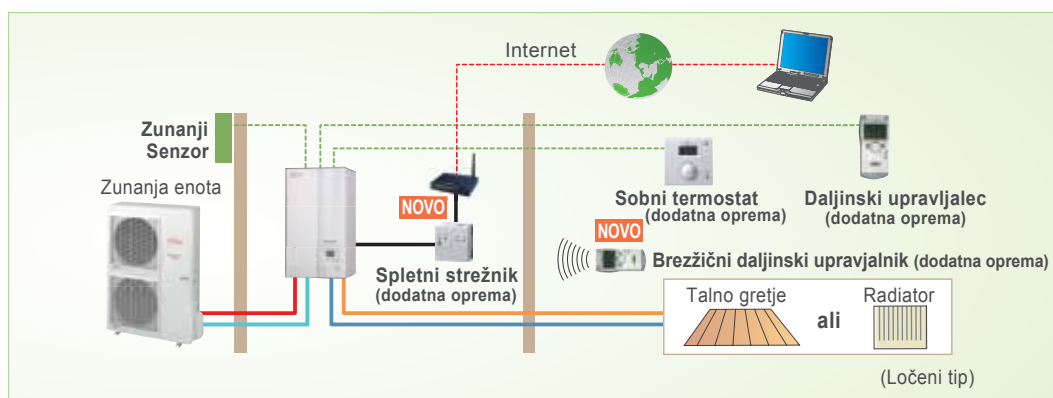 Internet
Zunanji
Senzor
Zunanja enota
NOVO
Spletni strežnik
(dodatna oprema)
Sobni termostat
(dodatna oprema)
Daljinski upravljalec
(dodatna oprema)
NOVO
Brezžični daljinski upravjalnik (dodatna oprema)
Talno gretje
ali
Radiator
(Ločeni tip)